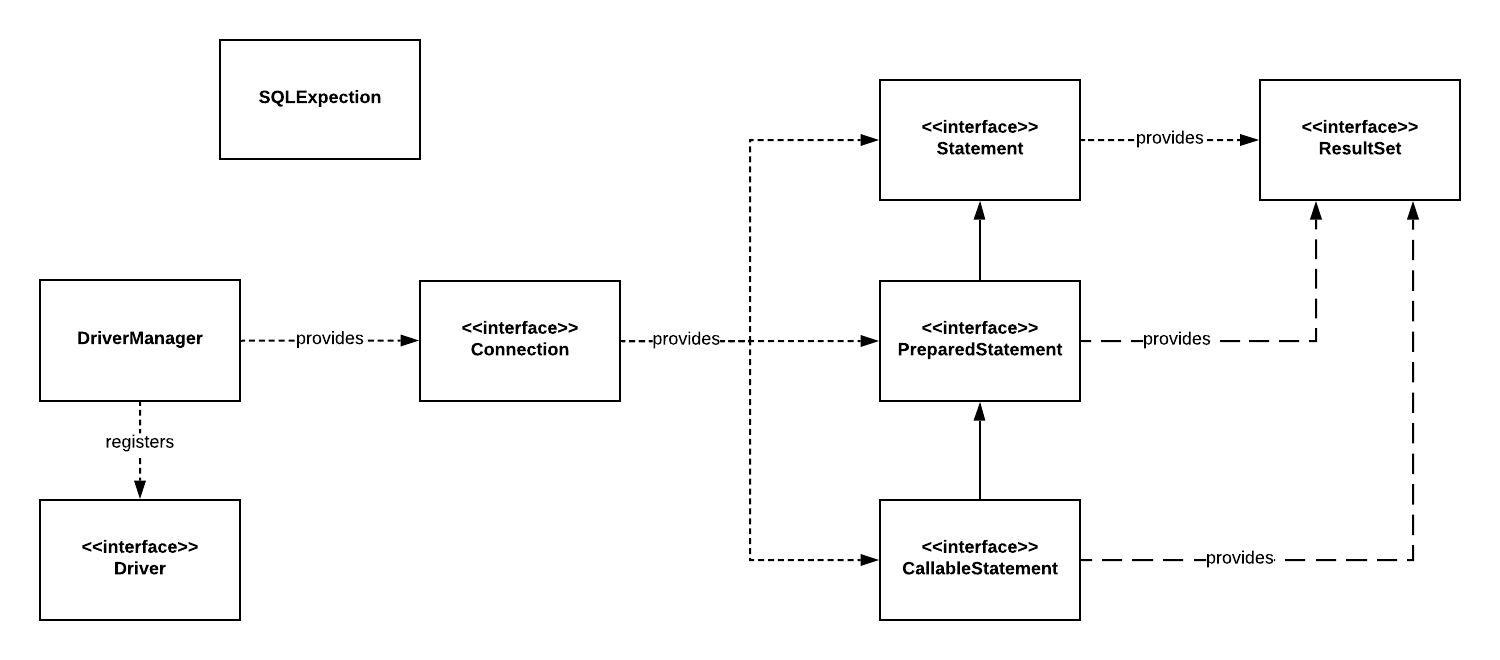 SQLExpection
<<interface>>
Statement
provides
<<interface>>
ResultSet
DriverManager
provides
<<interface>>
Connection
provides
<<interface>>
PreparedStatement
provides
registers
<<interface>>
Driver
<<interface>>
CallableStatement
provides